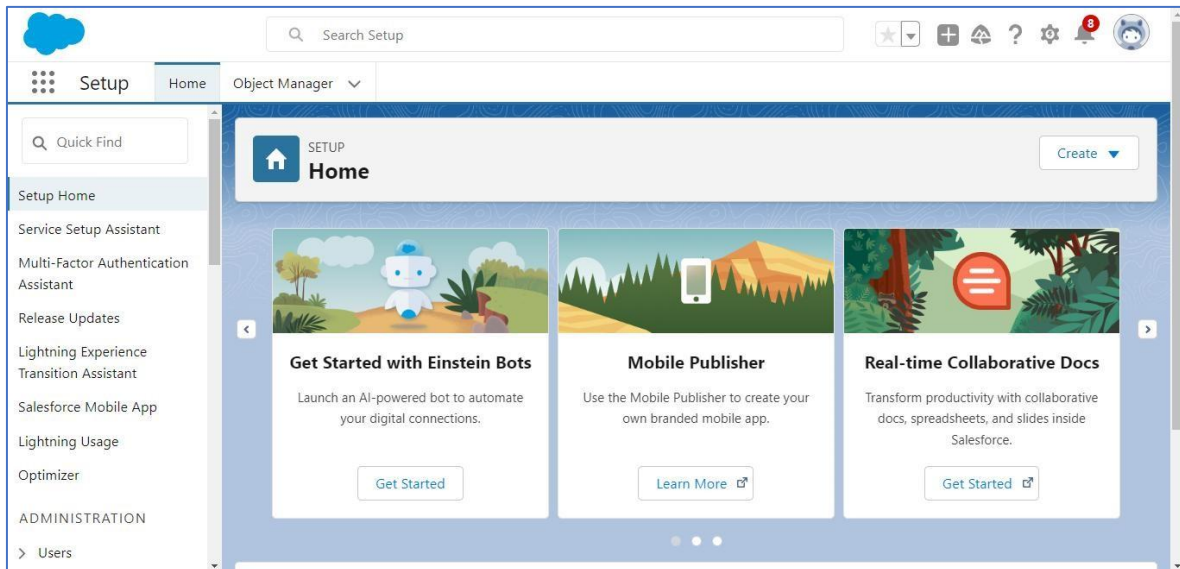 Search Setup
8
Setup
Home
Object Manager
Quick Find
Setup Home
Service Setup Assistant
Multi-Factor Authentication
Assistant
Release Updates
Lightning Experience
Transition Assistant
Salesforce Mobile App
Lightning Usage
Optimizer
ADMINISTRATION
Users
SETUP
Home
Create
Get Started with Einstein Bots
Launch an AI-powered bot to automate
your digital connections.
Get Started
Mobile Publisher
Use the Mobile Publisher to create your
own branded mobile app.
Learn More
Real-time Collaborative Docs
Transform productivity with collaborative
docs, spreadsheets, and slides inside
Salesforce.
Get Started